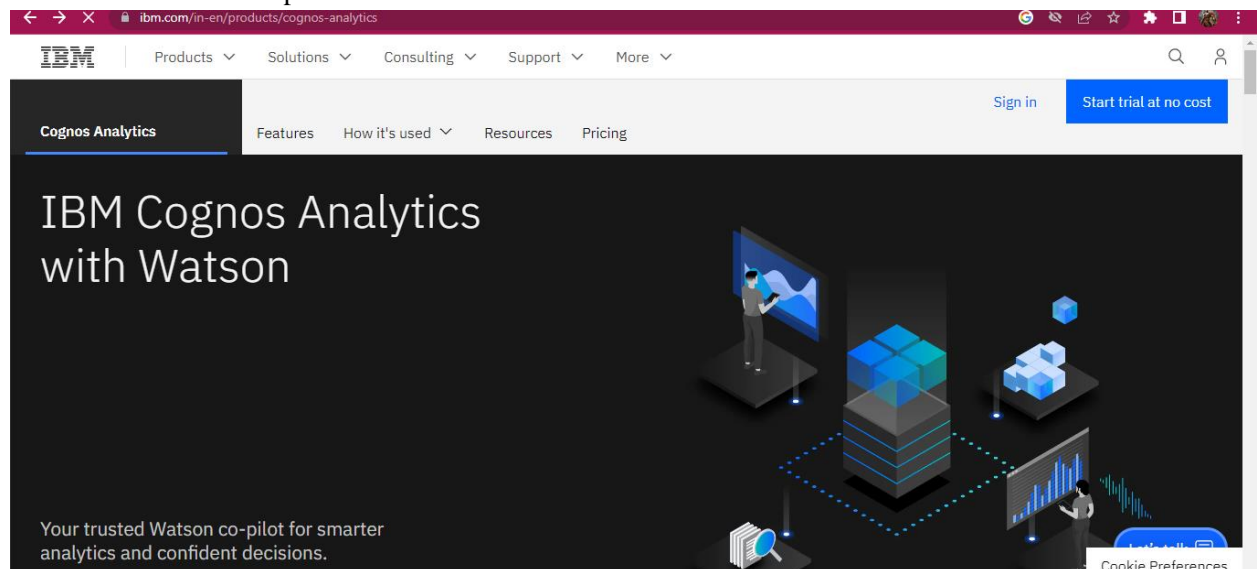 ibm.com/in-en/products/cognos-analytics
IBM Products Solutions Consulting Support More
Sign in Start trial at no cost
Cognos Analytics Features How it's used Resources Pricing
IBM Cognos Analytics
with Watson
Your trusted Watson co-pilot for smarter
analytics and confident decisions.
Let's talk
Cookie Preferences